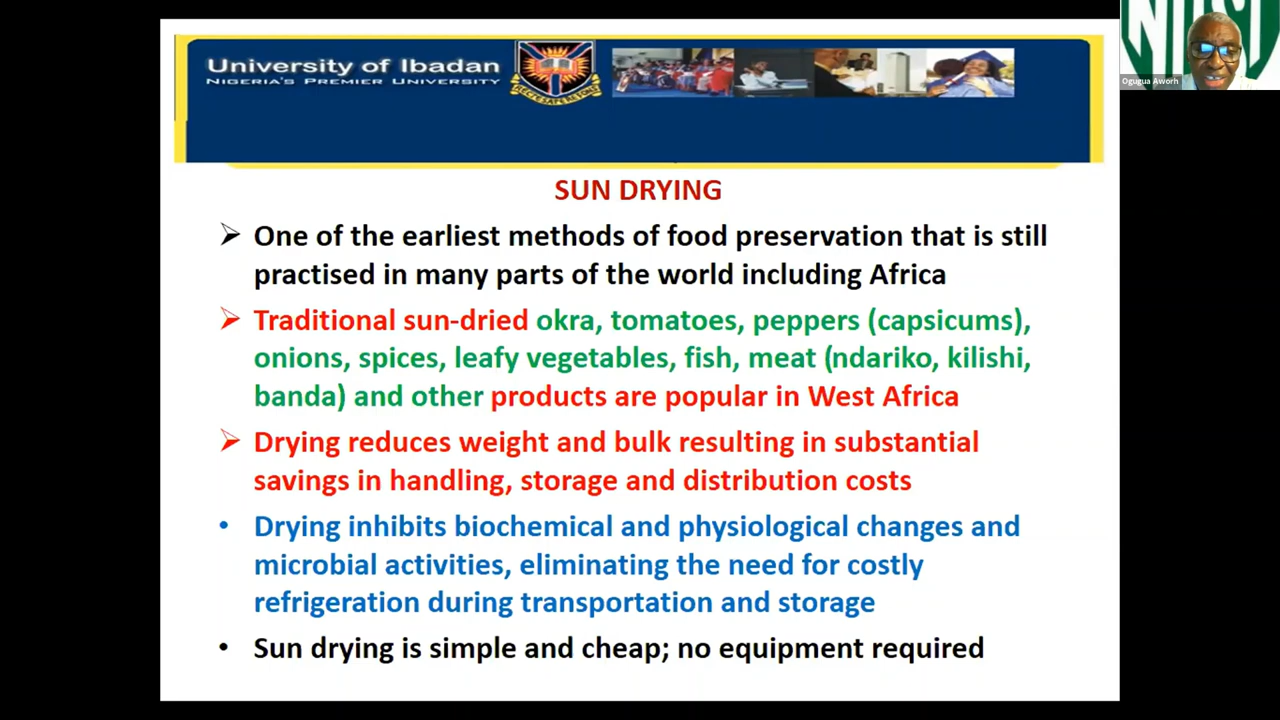 University of Ibadan
NIGERIA'S PREMIER UNIVERSITY
Ogugua Aworh
SUN DRYING
➢ One of the earliest methods of food preservation that is still
practised in many parts of the world including Africa
➢ Traditional sun-dried okra, tomatoes, peppers (capsicums),
onions, spices, leafy vegetables, fish, meat (ndariko, kilishi,
banda) and other products are popular in West Africa
➢ Drying reduces weight and bulk resulting in substantial
savings in handling, storage and distribution costs
• Drying inhibits biochemical and physiological changes and
microbial activities, eliminating the need for costly
refrigeration during transportation and storage
• Sun drying is simple and cheap; no equipment required